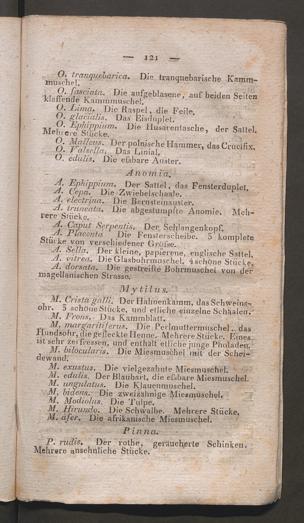 — 121 —
O. tranquebarica. Die tranquebarische Kamm-
muschel.
O. fasciata. Die aufgeblasene, auf beiden Seiten
klaffende Kammmuschel.
O. Lima. Die Raspel, die Feile.
O. glacialis. Das Eisduplet.
O. Ephippium. Die Husarentasche, der Sattel.
Mehrere Stücke.
O. Malleus. Der polnische Hammer, das Crucifix.
O. Valsella. Das Linial.
O. edulis. Die eſsbare Auster.
Anomia.
A. Ephippium. Der Sattel, das Fensterduplet.
A. Cepa. Die Zwiebelschaale.
A. electrina. Die Bernsteinauster.
A. truncata. Die abgestumpfte Anomie. Meh-
rere Stücke.
A. Caput Serpentis. Der Schlangenkopf.
A. Placenta. Die Fensterscheibe. 5 komplete
Stücke von verschiedener Gröſse.
A. Sella. Der kleine, papierene, englische Sattel.
A. vitrea. Die Glasbohrmuschel, 4 schöne Stücke.
A. dorsata. Die gestreifte Bohrmuschel von der
magellanischen Strasse.
Mytilus.
M. Crista galli. Der Hahnenkamm, das Schweins-
ohr. 3 schöne Stücke, und etliche einzelne Schaalen.
M. Frons. Das Kammblatt.
M. margaritiferus. Die Perlmuttermuschel, das
Hundsohr, die gefleckte Henne. Mehrere Stücke. Eines
ist sehr zerfressen, und enthält etliche junge Pholaden.
M. bilocularis. Die Miesmuschel mit der Schei-
dewand.
M. exustus. Die vielgezahnte Miesmuschel.
M. edulis. Der Blaubart, die eſsbare Miesmuschel.
M. ungulatus. Die Klauenmuschel.
M. bidens. Die zweizahnige Miesmuschel.
M. Modiolus. Die Tulpe.
M. Hirundo. Die Schwalbe. Mehrere Stücke.
M. afer. Die afrikanische Miesmuschel.
Pinna.
P. rudis. Der rothe, geräucherte Schinken.
Mehrere ansehnliche Stücke.